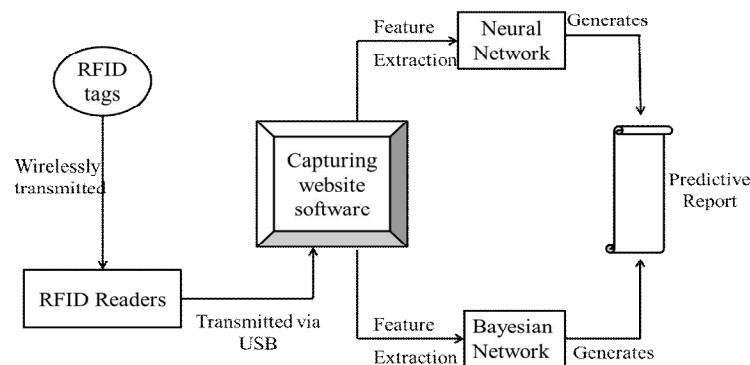 RFID
tags
Wirelessly
transmitted
RFID Readers
Transmitted via
USB
Capturing
website
software
Feature
Extraction
Neural
Network
Generates
Feature
Extraction
Bayesian
Network
Generates
Predictive
Report